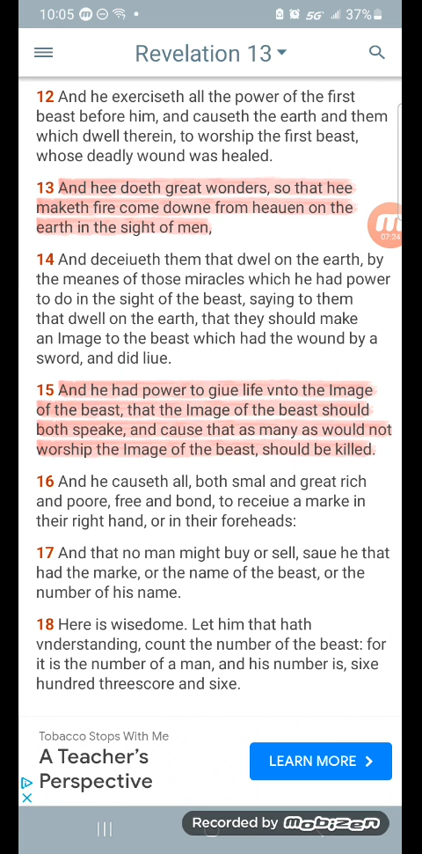 10:05 5G 37%
Revelation 13
12 And he exerciseth all the power of the first
beast before him, and causeth the earth and them
which dwell therein, to worship the first beast,
whose deadly wound was healed.
13 And hee doeth great wonders, so that hee
maketh fire come downe from heauen on the
earth in the sight of men,
07:24
14 And deceiueth them that dwel on the earth, by
the meanes of those miracles which he had power
to do in the sight of the beast, saying to them
that dwell on the earth, that they should make
an Image to the beast which had the wound by a
sword, and did liue.
15 And he had power to giue life vnto the Image
of the beast, that the Image of the beast should
both speake, and cause that as many as would not
worship the Image of the beast, should be killed.
16 And he causeth all, both smal and great rich
and poore, free and bond, to receiue a marke in
their right hand, or in their foreheads:
17 And that no man might buy or sell, saue he that
had the marke, or the name of the beast, or the
number of his name.
18 Here is wisedome. Let him that hath
vnderstanding, count the number of the beast: for
it is the number of a man, and his number is, sixe
hundred threescore and sixe.
Tobacco Stops With Me
A Teacher's
Perspective
LEARN MORE
Recorded by mobizen